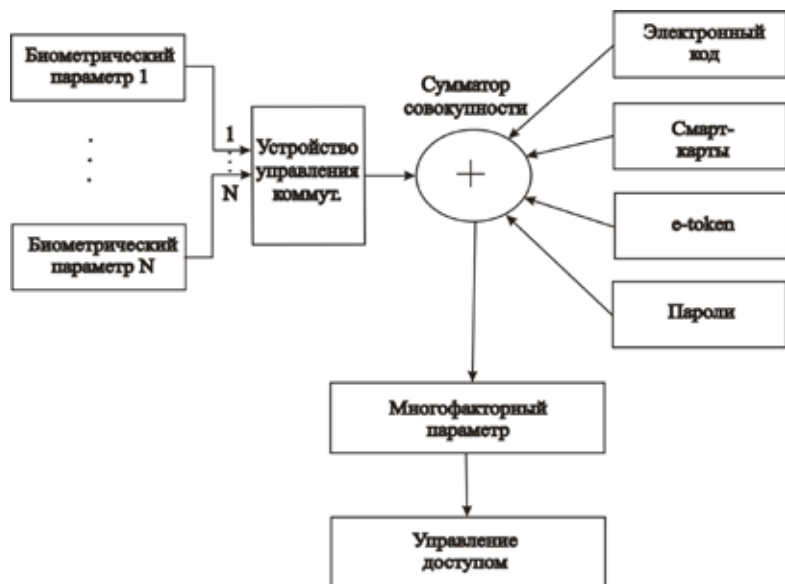 Биометрический
параметр 1
Биометрический
параметр N
1
N
Устройство
управления
коммут.
Сумматор
совокупности
+
Электронный
код
Смарт-
карты
e-token
Пароли
Многофакторный
параметр
Управление
доступом